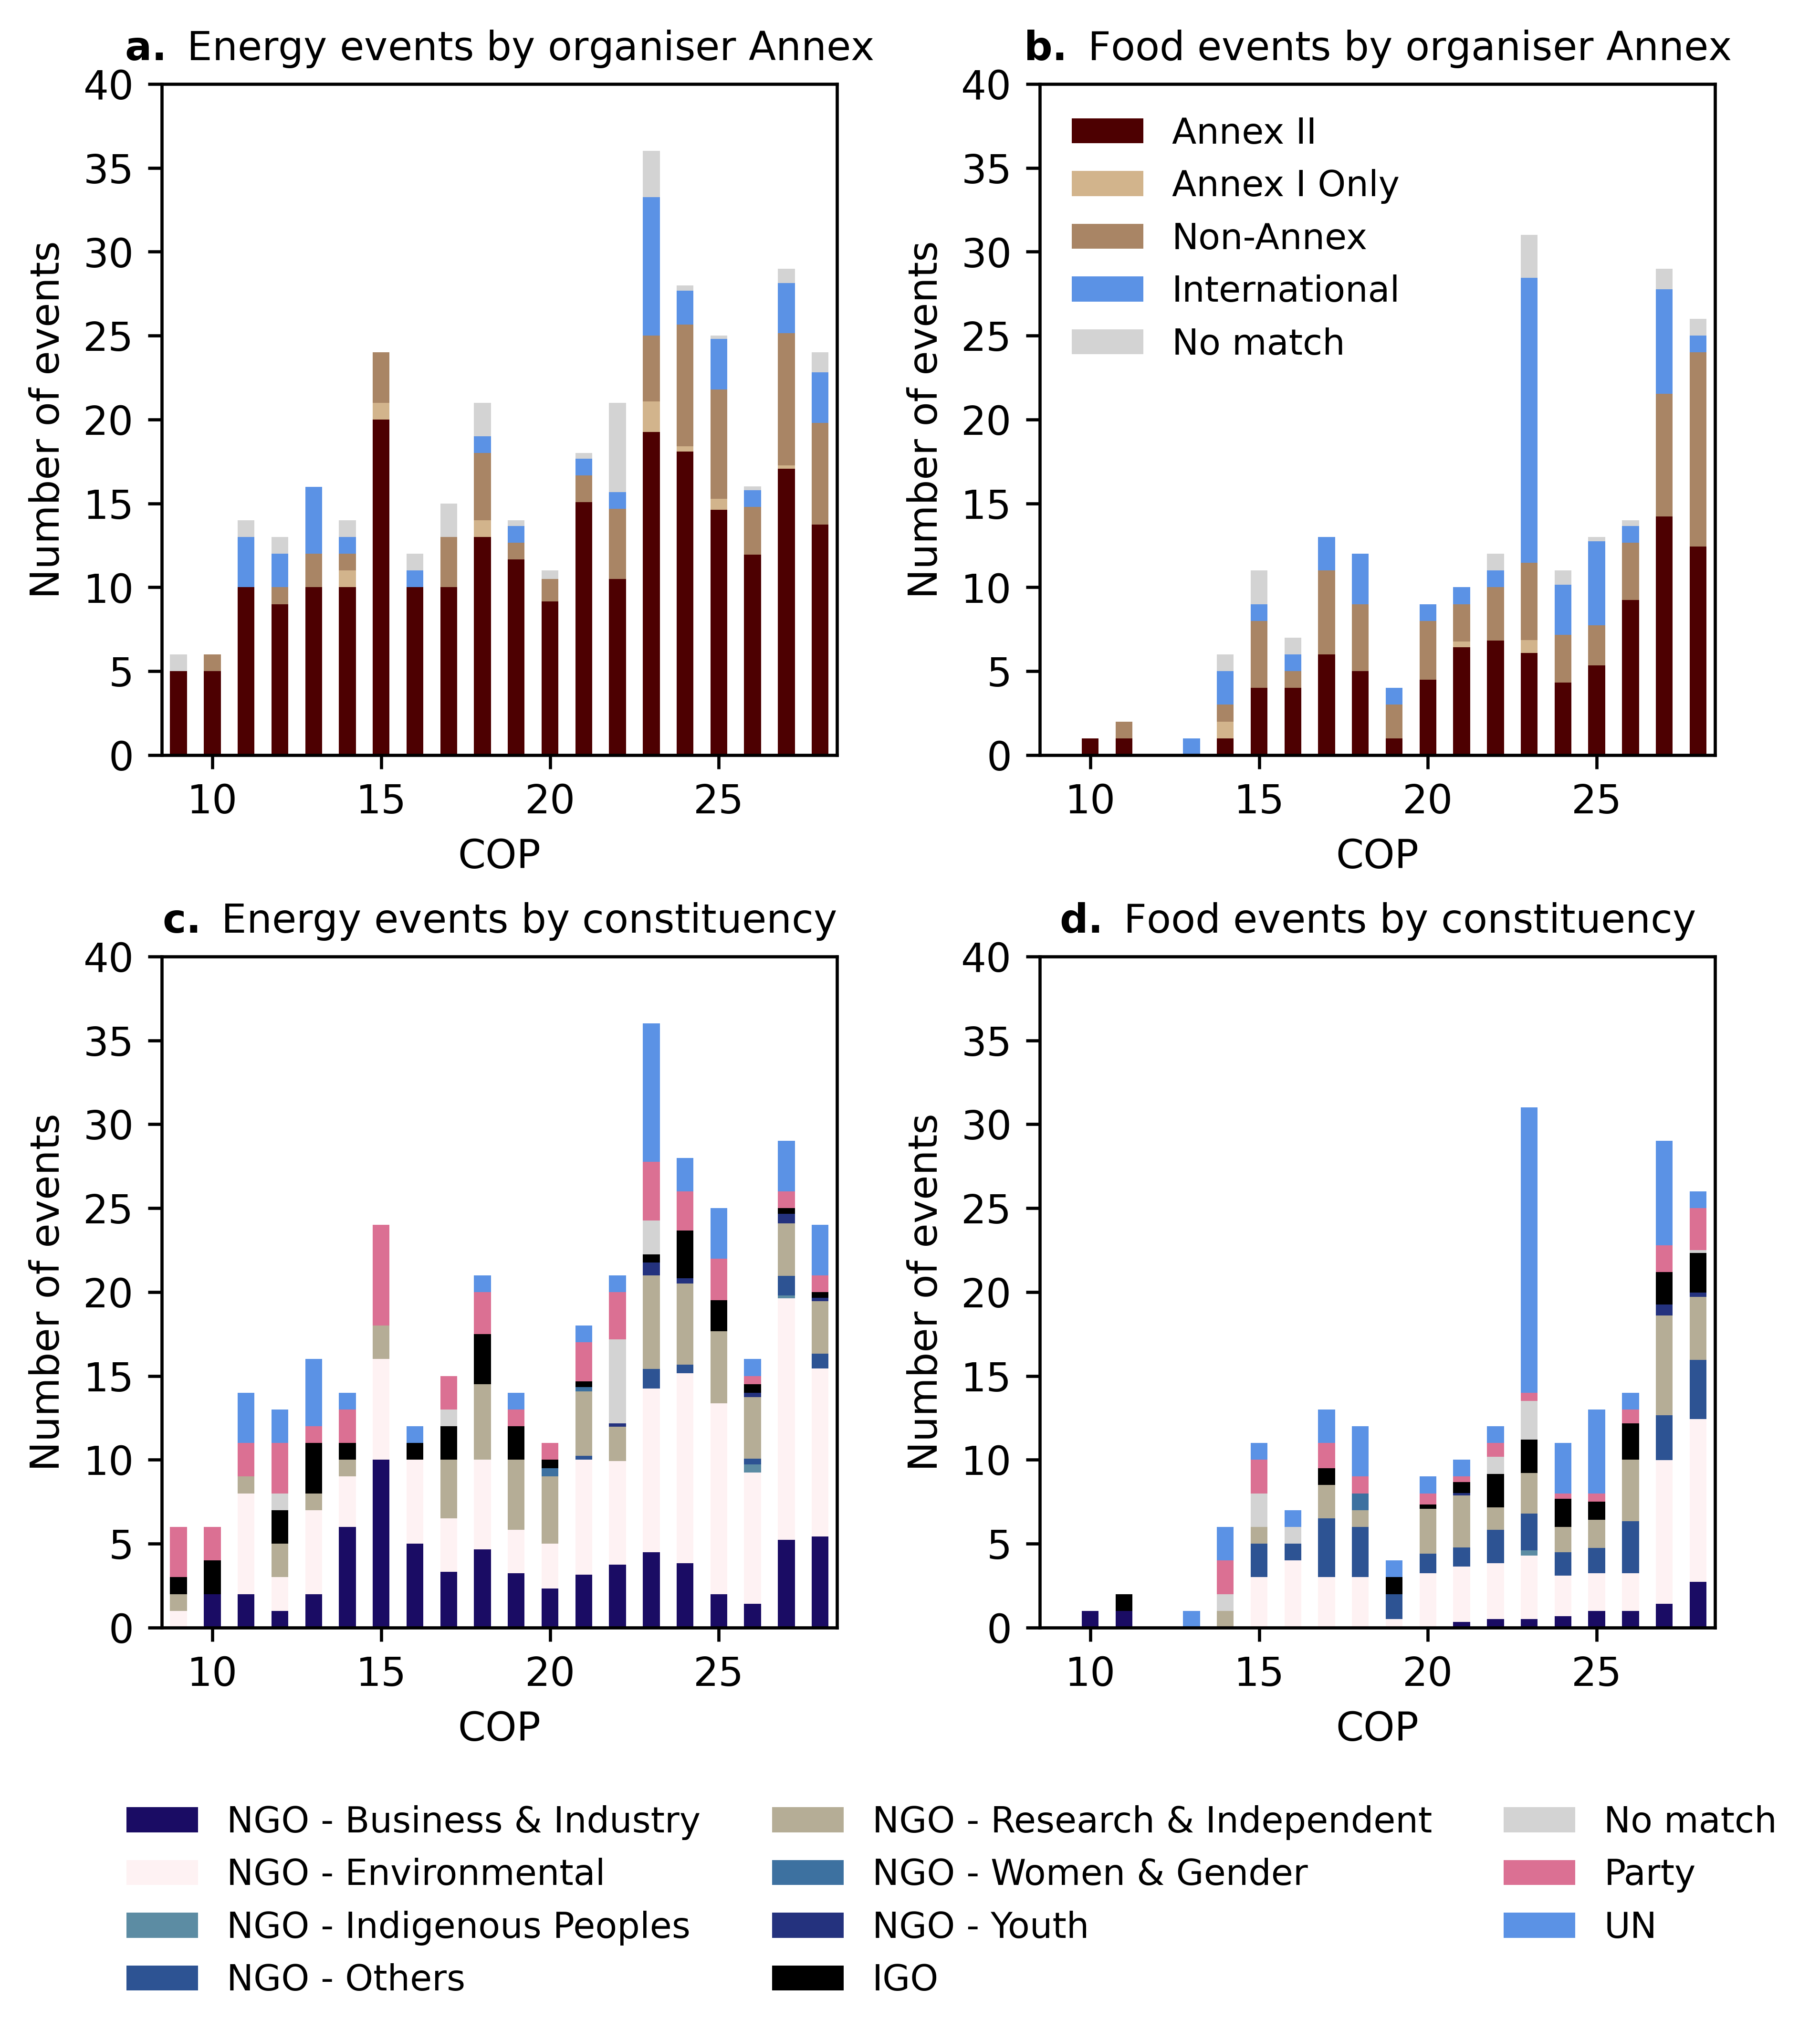 a. Energy events by organiser Annex
b. Food events by organiser Annex
Number of events
40
35
30
25
20
15
10
5
0
10
15
20
25
COP
Number of events
40
35
30
25
20
15
10
5
0
Annex II
Annex I Only
Non-Annex
International
No match
10
15
20
25
COP
c. Energy events by constituency
d. Food events by constituency
Number of events
40
35
30
25
20
15
10
5
0
10
15
20
25
COP
Number of events
40
35
30
25
20
15
10
5
0
10
15
20
25
COP
NGO - Business & Industry
NGO - Environmental
NGO - Indigenous Peoples
NGO - Others
NGO - Research & Independent
NGO - Women & Gender
NGO - Youth
IGO
No match
Party
UN